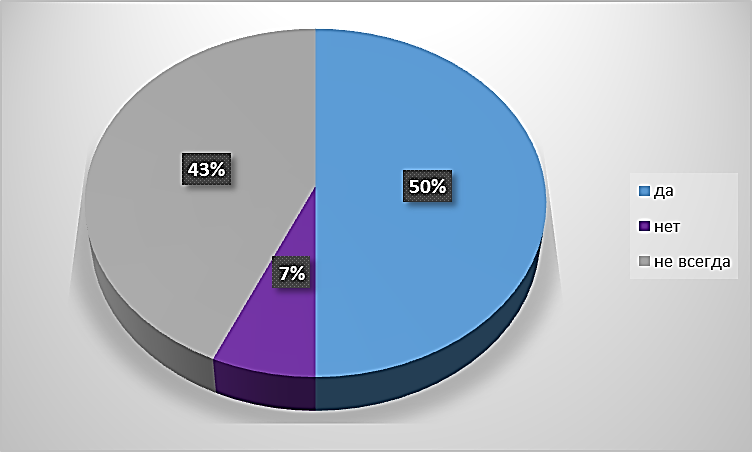 43%
50%
7%
да
нет
не всегда